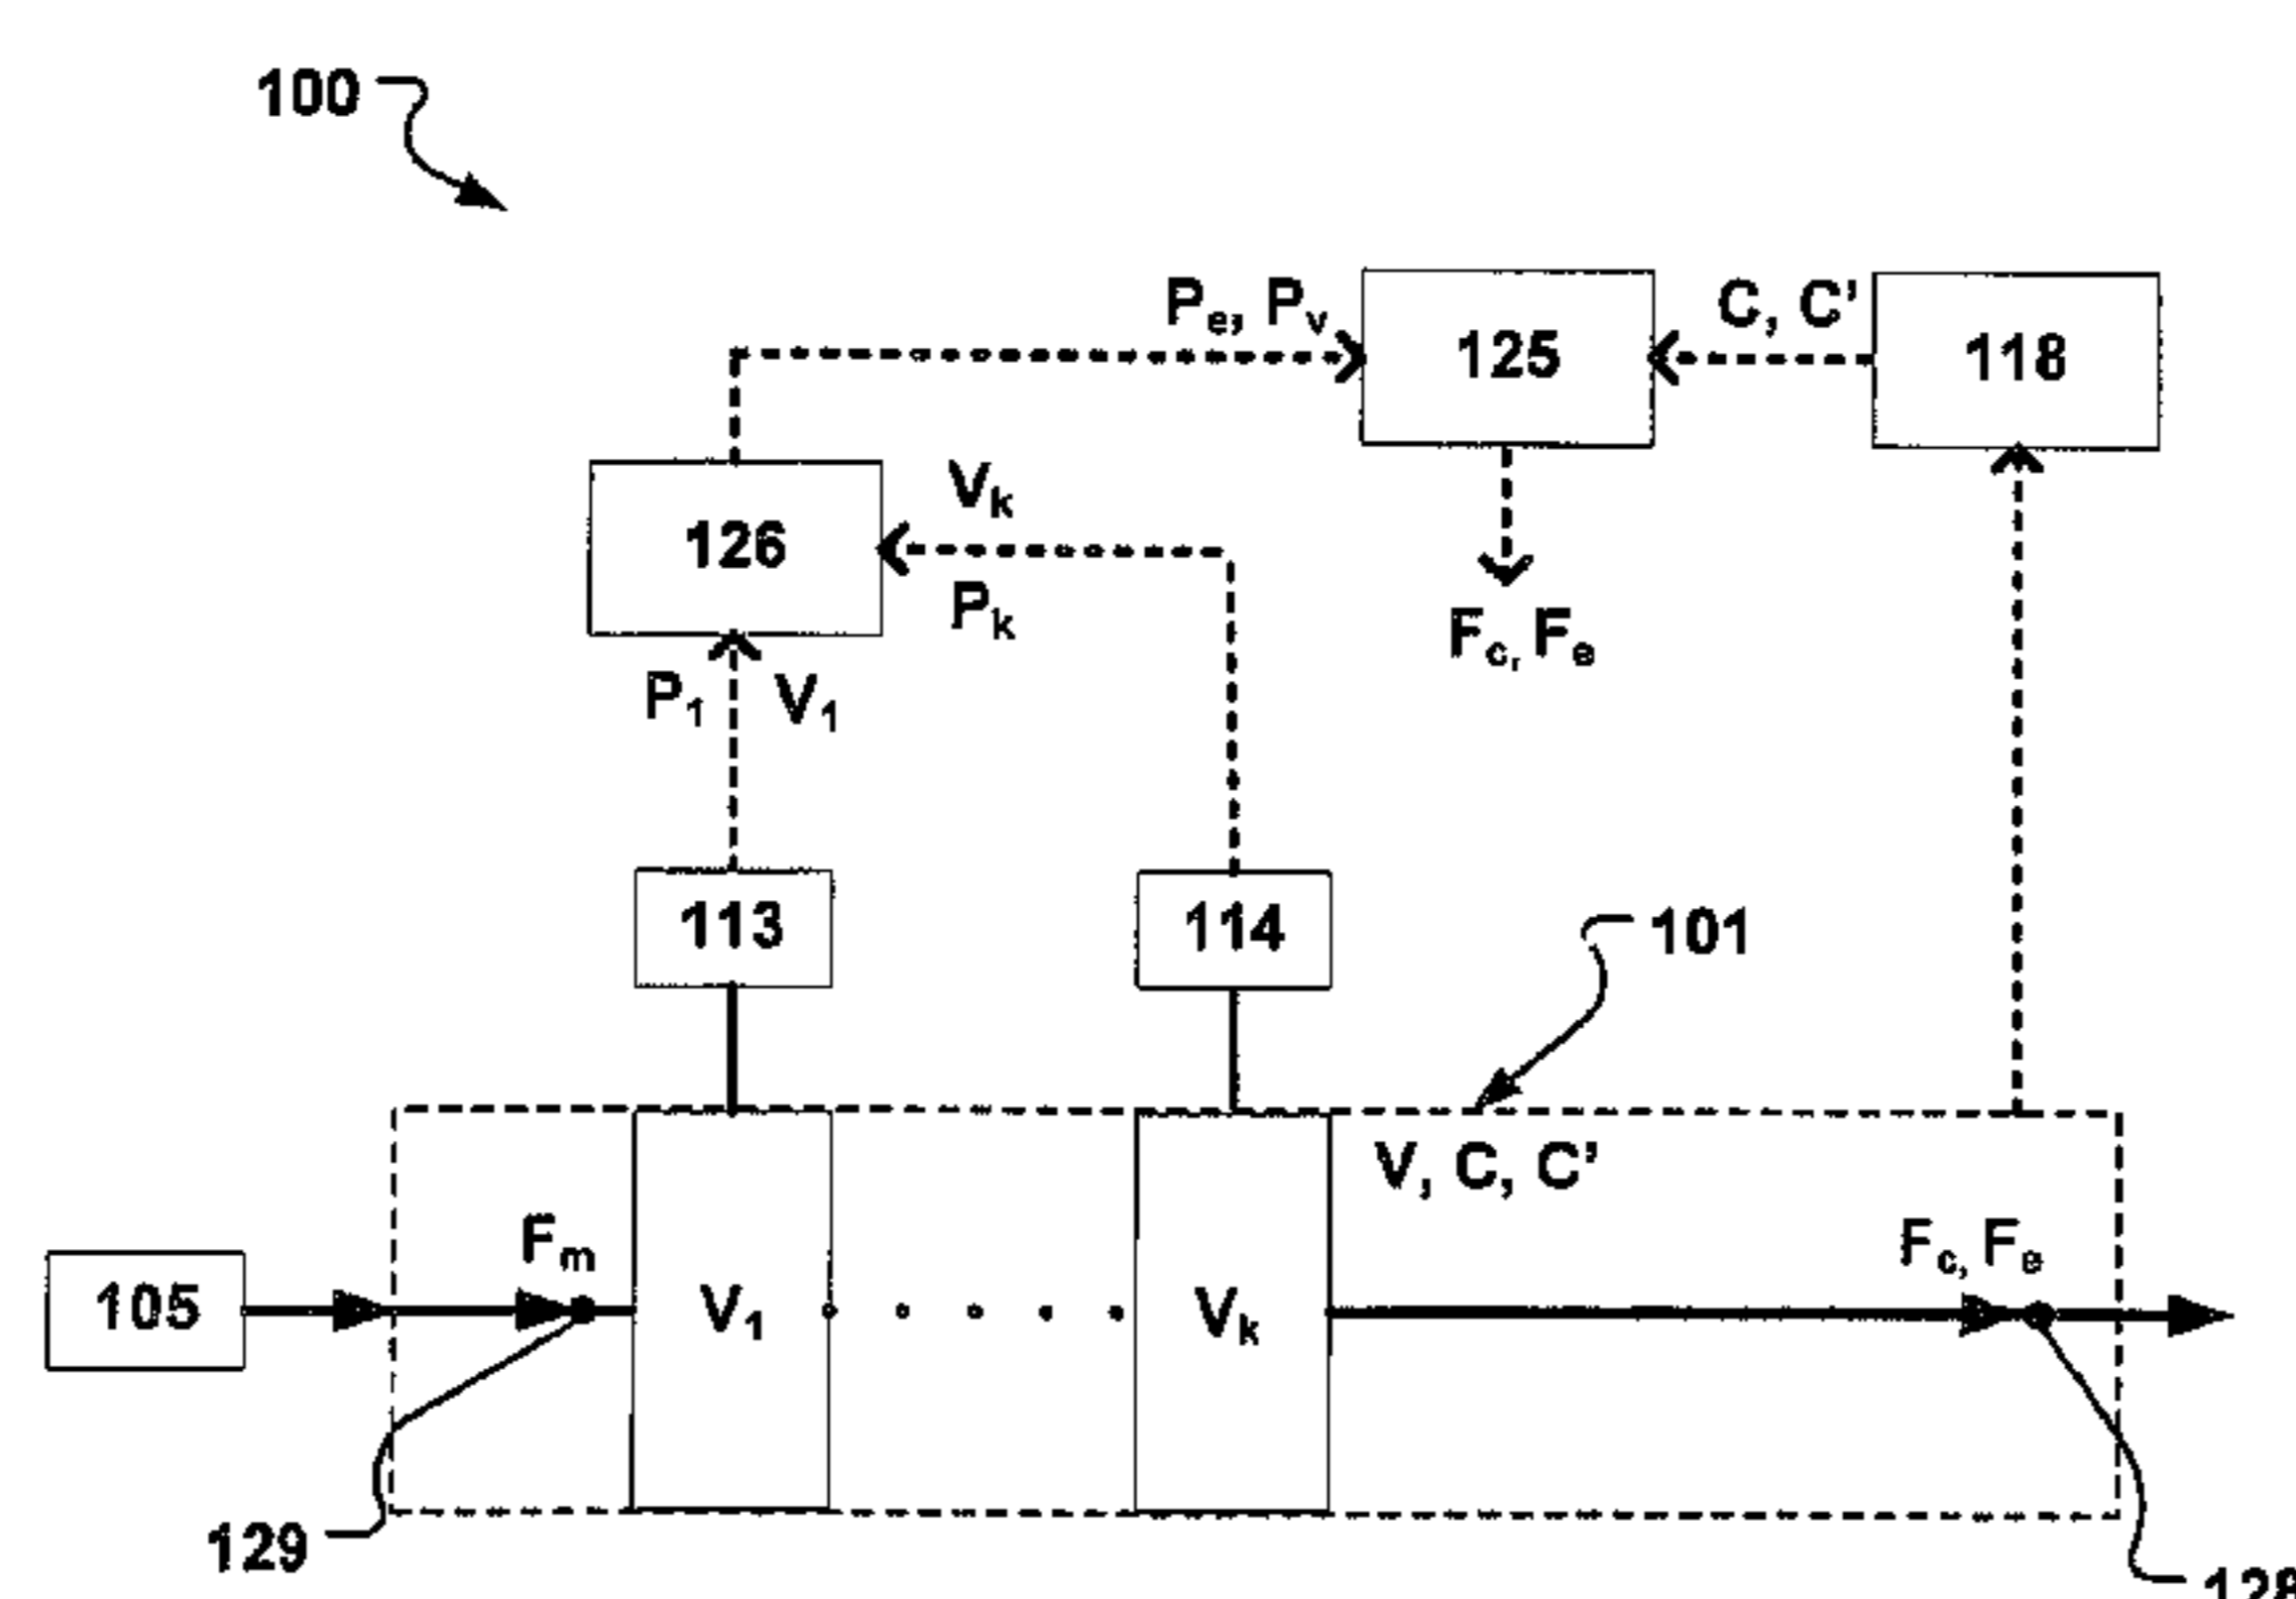 100
Pe, Pv
125
C, C’
118
Vk
126
Pk
Fc, Fe
P1 V1
113
114
101
V, C, C’
Fm
Fc, Fe
105
V1
Vk
129
128